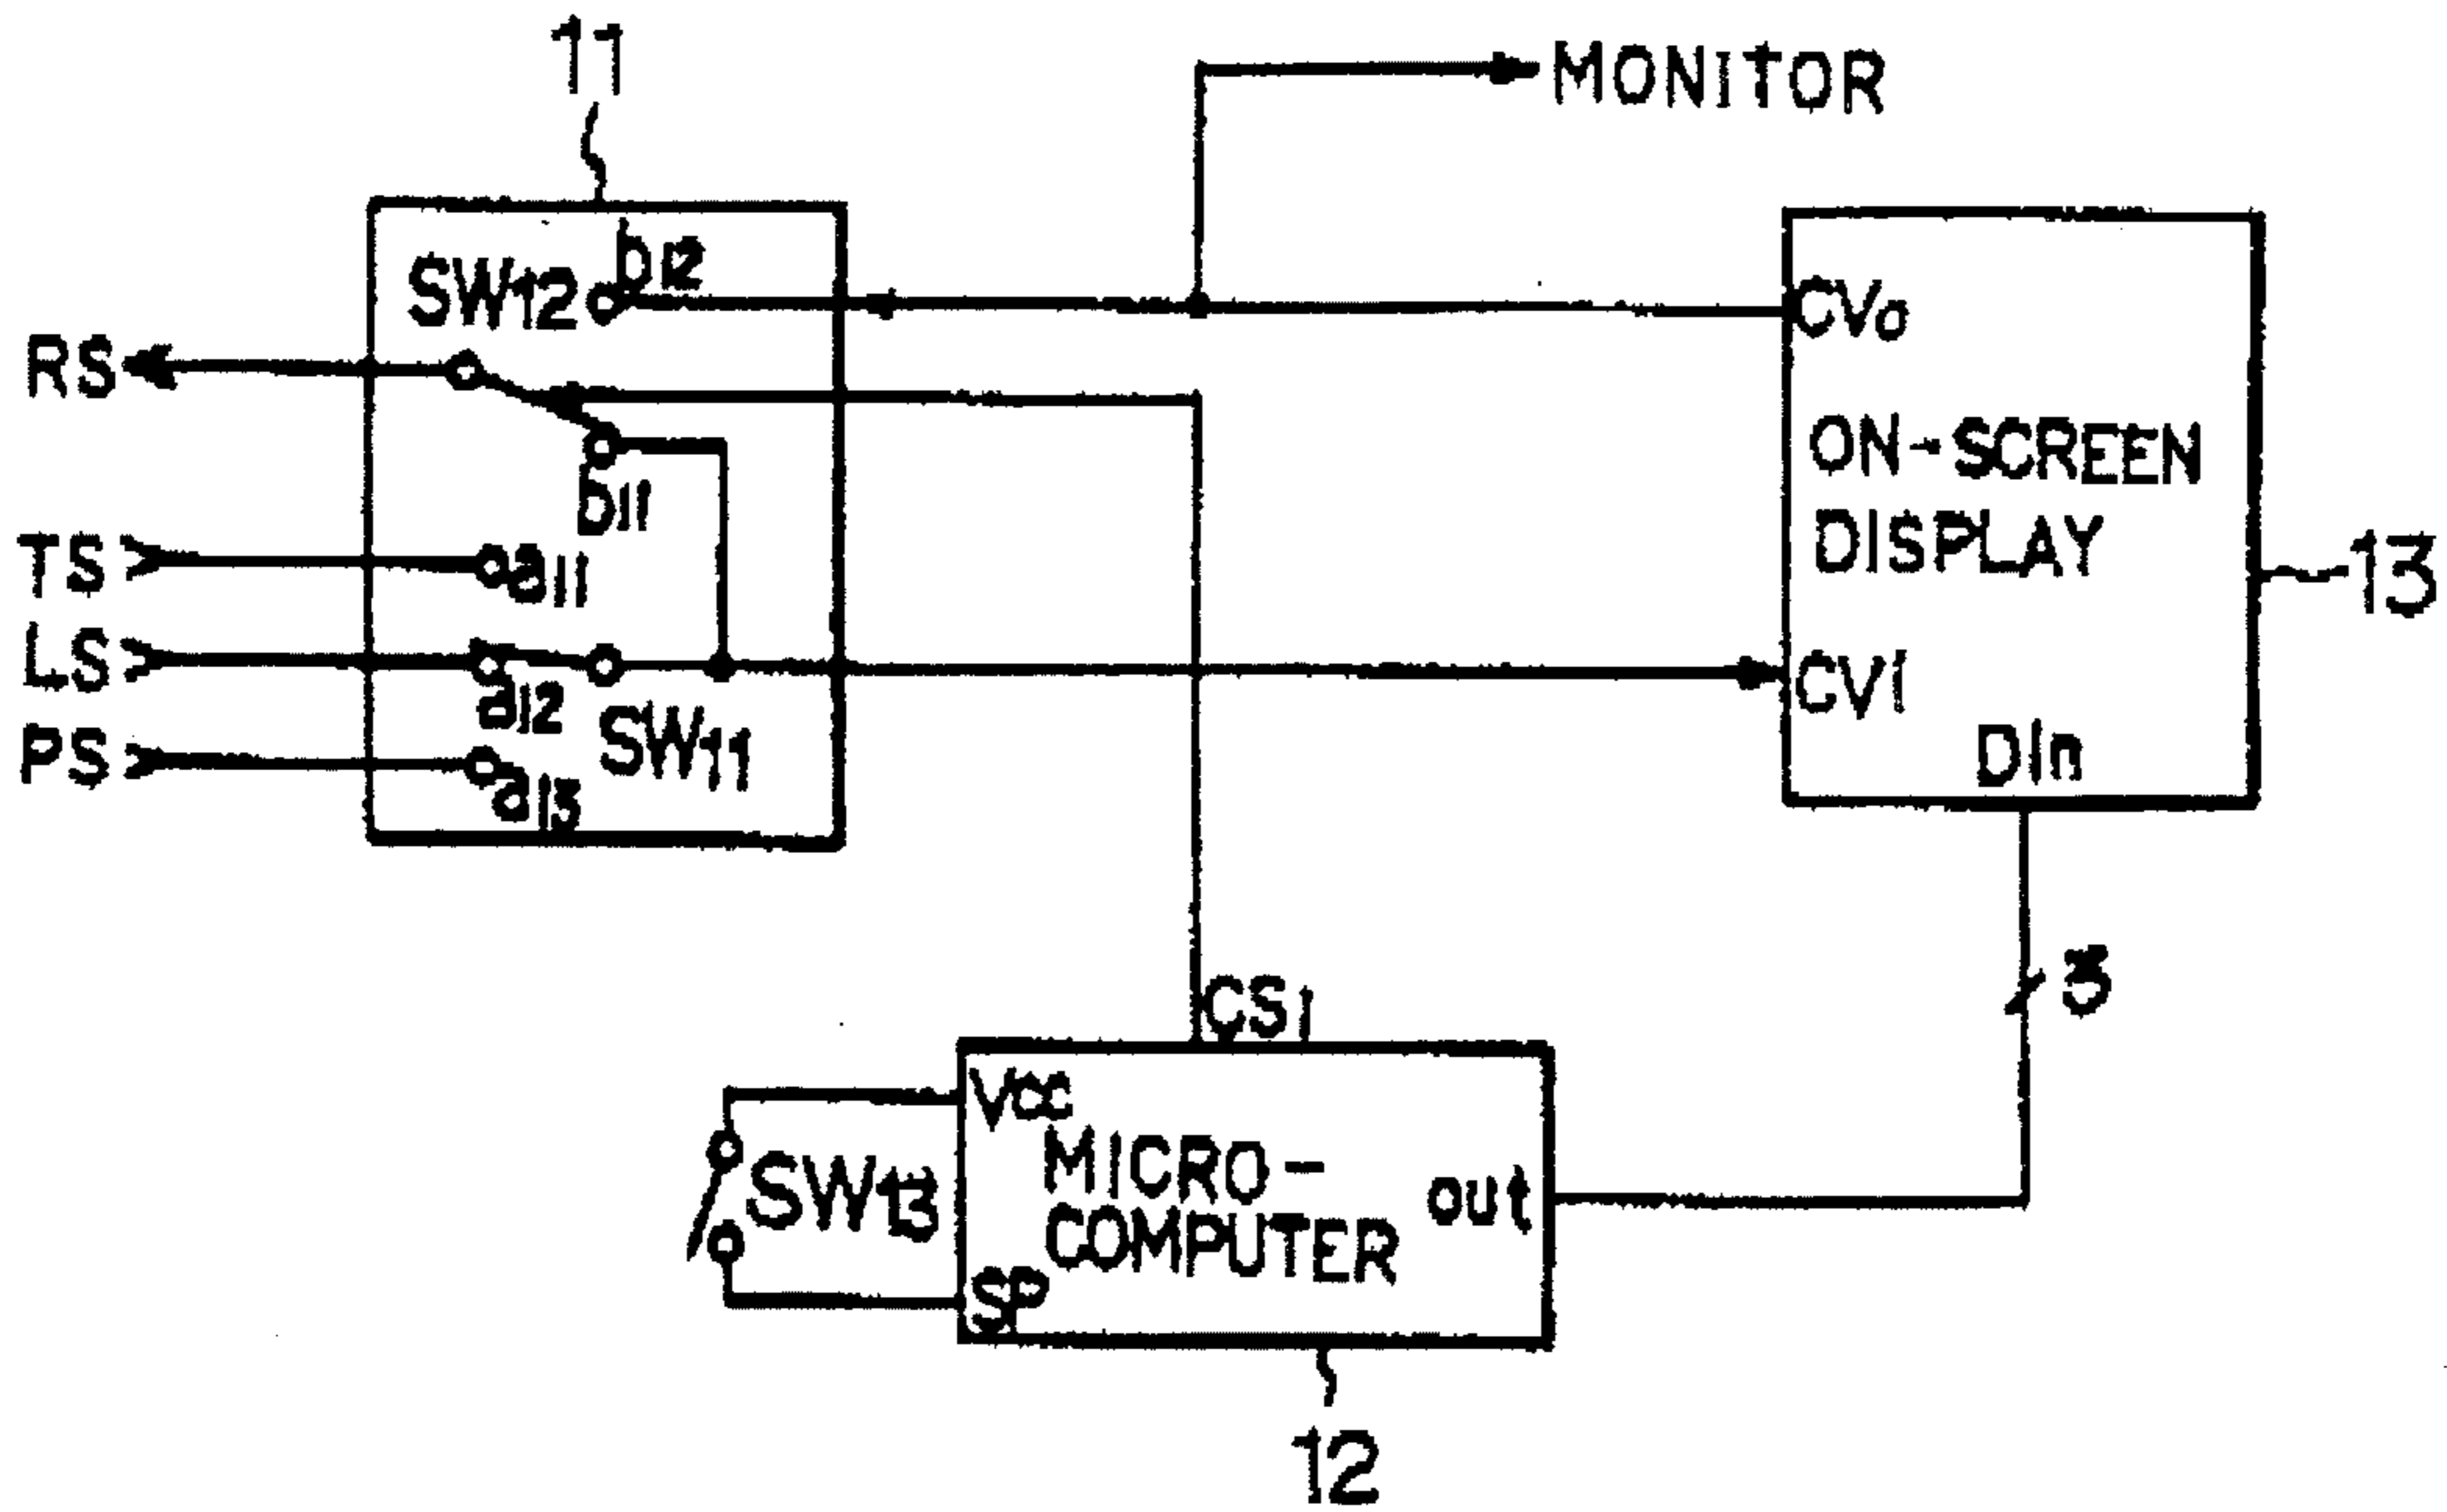 11
MONITOR
SW12
b12
CVo
RS
ON-SCREEN
b11
DISPLAY
TS
a11
13
LS
a12
CVi
SW11
PS
Din
a13
CS1
Vcc
MICRO-
SW13
out
COMPUTER
SP
12